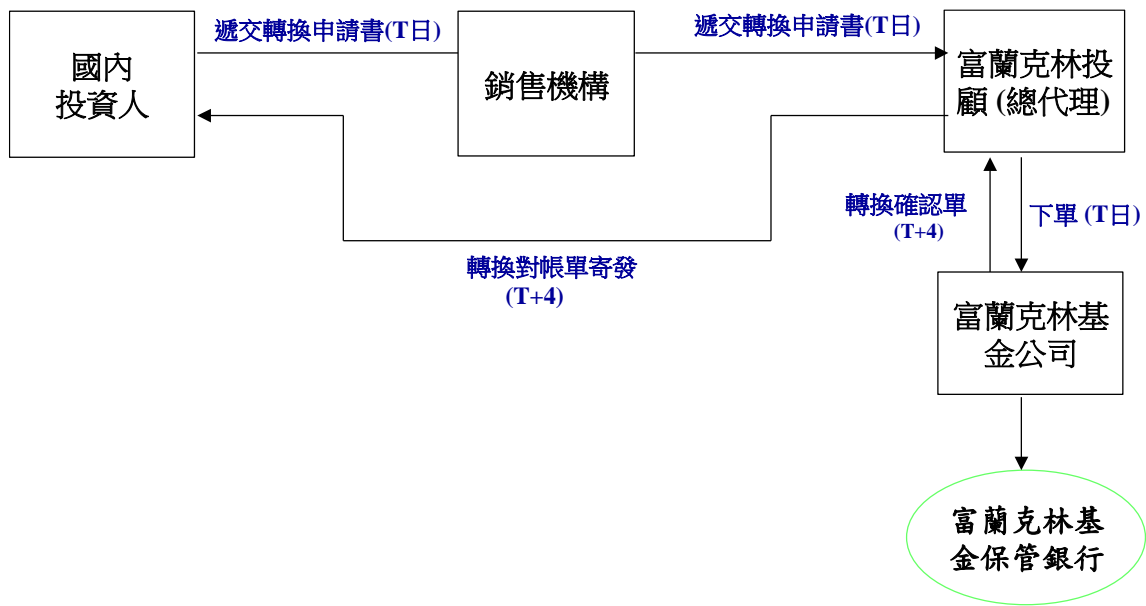 遞交轉換申請書(T日)
遞交轉換申請書(T日)
國內
投資人
銷售機構
富蘭克林投
顧 (總代理)
轉換確認單
(T+4)
下單 (T日)
轉換對帳單寄發
(T+4)
富蘭克林基
金公司
富蘭克林基
金保管銀行